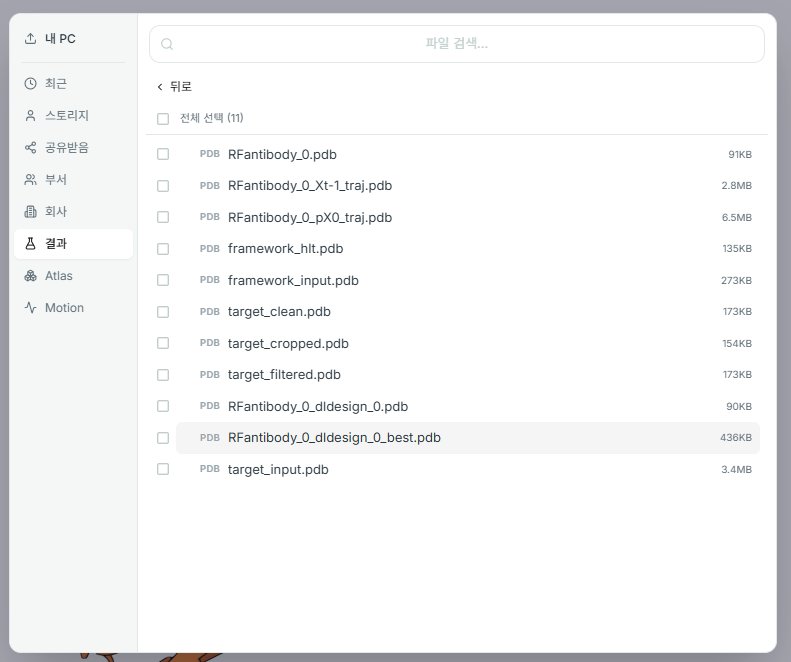 내 PC
최근
스토리지
공유받음
부서
회사
결과
Atlas
Motion
파일 검색...
뒤로
전체 선택 (11)
PDB RFantibody_0.pdb 91KB
PDB RFantibody_0_Xt-1_traj.pdb 2.8MB
PDB RFantibody_0_pX0_traj.pdb 6.5MB
PDB framework_hlt.pdb 135KB
PDB framework_input.pdb 273KB
PDB target_clean.pdb 173KB
PDB target_cropped.pdb 154KB
PDB target_filtered.pdb 173KB
PDB RFantibody_0_dldesign_0.pdb 90KB
PDB RFantibody_0_dldesign_0_best.pdb 436KB
PDB target_input.pdb 3.4MB